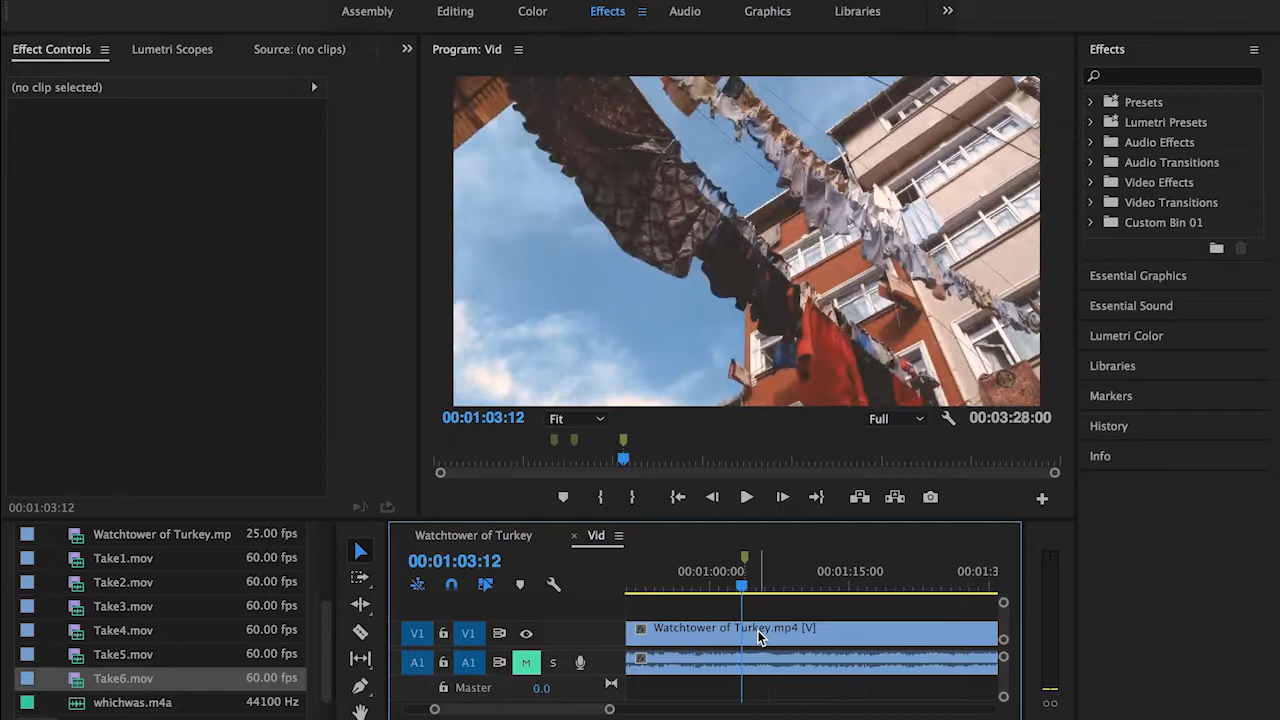 Assembly Editing Color Effects Audio Graphics Libraries
Effect Controls Lumetri Scopes Source: (no clips)
(no clip selected)
00:01:03:12
Program: Vid
00:01:03:12 Fit Full 00:03:28:00
Effects
Presets
Lumetri Presets
Audio Effects
Audio Transitions
Video Effects
Video Transitions
Custom Bin 01
Essential Graphics
Essential Sound
Lumetri Color
Libraries
Markers
History
Info
Watchtower of Turkey.mp 25.00 fps
Take1.mov 60.00 fps
Take2.mov 60.00 fps
Take3.mov 60.00 fps
Take4.mov 60.00 fps
Take5.mov 60.00 fps
Take6.mov 60.00 fps
whichwas.m4a 44100 Hz
Watchtower of Turkey × Vid
00:01:03:12
00:01:00:00 00:01:15:00 00:01:3
V1 V1 Watchtower of Turkey.mp4 [V]
A1 A1 M S
Master 0.0